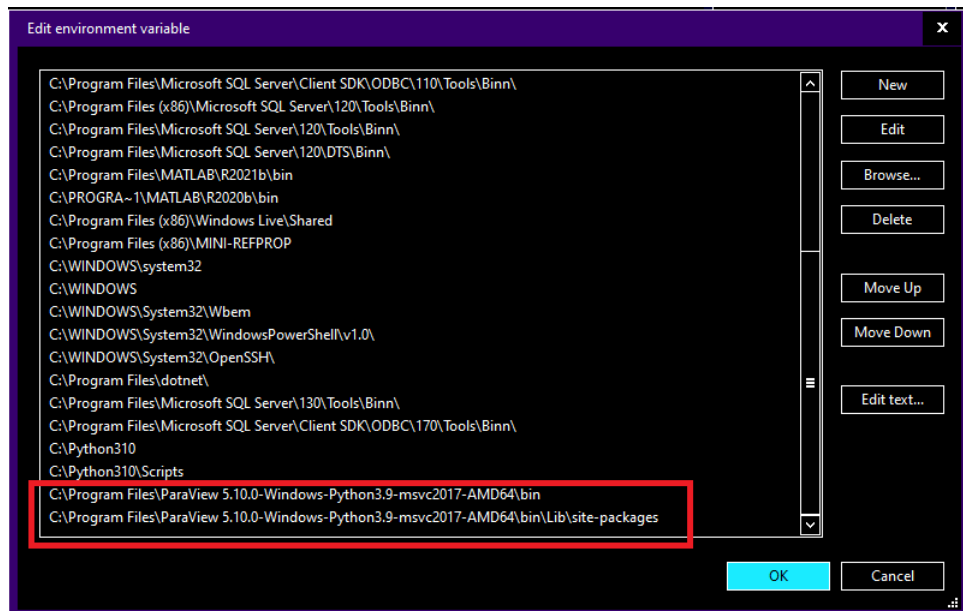 Edit environment variable
x
C:\Program Files\Microsoft SQL Server\Client SDK\ODBC\110\Tools\Binn\
New
C:\Program Files (x86)\Microsoft SQL Server\120\Tools\Binn\
C:\Program Files\Microsoft SQL Server\120\Tools\Binn\
Edit
C:\Program Files\Microsoft SQL Server\120\DTS\Binn\
C:\Program Files\MATLAB\R2021b\bin
Browse...
C:\PROGRA~1\MATLAB\R2020b\bin
C:\Program Files (x86)\Windows Live\Shared
Delete
C:\Program Files (x86)\MINI-REFPROP
C:\WINDOWS\system32
C:\WINDOWS
Move Up
C:\WINDOWS\System32\Wbem
C:\WINDOWS\System32\WindowsPowerShell\v1.0\
Move Down
C:\WINDOWS\System32\OpenSSH\
C:\Program Files\dotnet\
C:\Program Files\Microsoft SQL Server\130\Tools\Binn\
Edit text...
C:\Program Files\Microsoft SQL Server\Client SDK\ODBC\170\Tools\Binn\
C:\Python310
C:\Python310\Scripts
C:\Program Files\ParaView 5.10.0-Windows-Python3.9-msvc2017-AMD64\bin
C:\Program Files\ParaView 5.10.0-Windows-Python3.9-msvc2017-AMD64\bin\Lib\site-packages
OK
Cancel